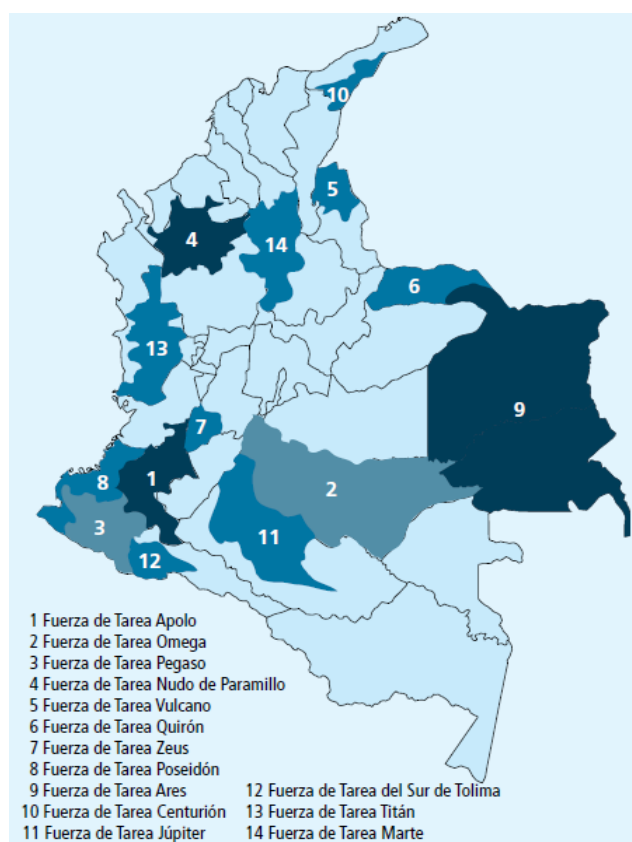 10
5
4
14
6
13
9
7
1
2
8
3
11
12
1 Fuerza de Tarea Apolo
2 Fuerza de Tarea Omega
3 Fuerza de Tarea Pegaso
4 Fuerza de Tarea Nudo de Paramillo
5 Fuerza de Tarea Vulcano
6 Fuerza de Tarea Quirón
7 Fuerza de Tarea Zeus
8 Fuerza de Tarea Poseidón
9 Fuerza de Tarea Ares
10 Fuerza de Tarea Centurión
11 Fuerza de Tarea Júpiter
12 Fuerza de Tarea del Sur de Tolima
13 Fuerza de Tarea Titán
14 Fuerza de Tarea Marte